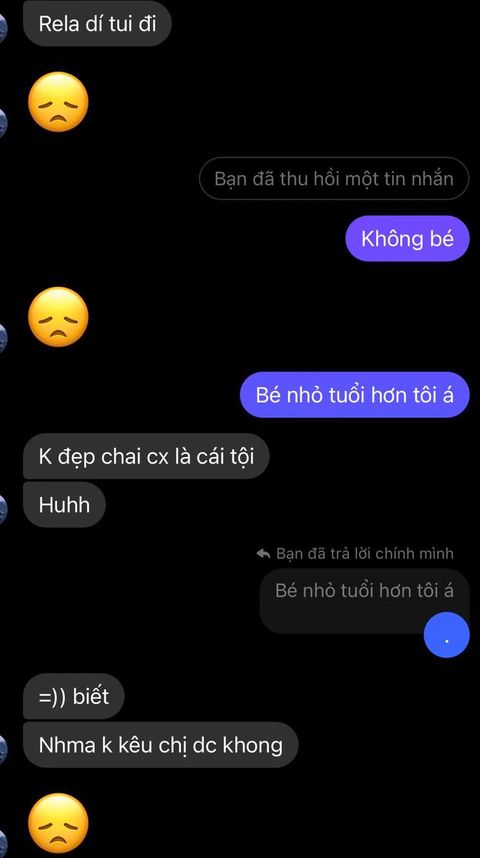 Rela dí tui đi
😞
Bạn đã thu hồi một tin nhắn
Không bé
😞
Bé nhỏ tuổi hơn tôi á
K đẹp chai cx là cái tội
Huhh
Bạn đã trả lời chính mình
Bé nhỏ tuổi hơn tôi á
.
=)) biết
Nhma k kêu chị dc khong
😞